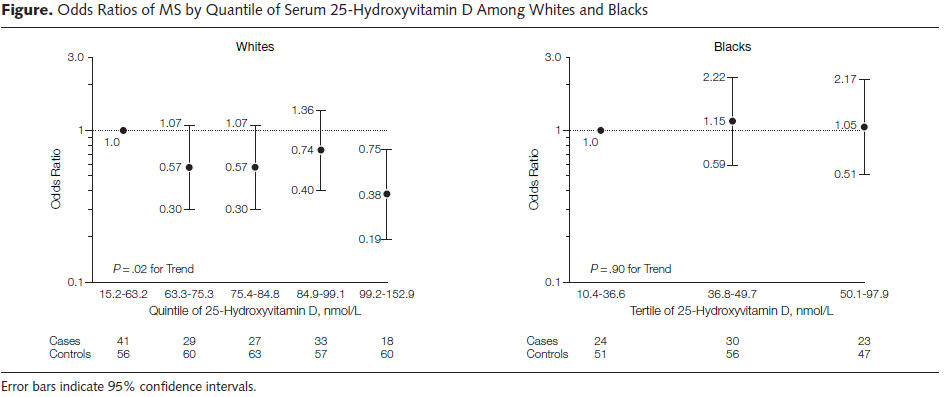 Figure. Odds Ratios of MS by Quantile of Serum 25-Hydroxyvitamin D Among Whites and Blacks
Whites
3.0
1
0.1
Odds Ratio
1.0
1.07
0.57
0.30
1.07
0.57
0.30
1.36
0.74
0.40
0.75
0.38
0.19
P = .02 for Trend
15.2-63.2 63.3-75.3 75.4-84.8 84.9-99.1 99.2-152.9
Quintile of 25-Hydroxyvitamin D, nmol/L
Cases 41 29 27 33 18
Controls 56 60 63 57 60
Blacks
3.0
1
0.1
Odds Ratio
1.0
2.22
1.15
0.59
2.17
1.05
0.51
P = .90 for Trend
10.4-36.6 36.8-49.7 50.1-97.9
Tertile of 25-Hydroxyvitamin D, nmol/L
Cases 24 30 23
Controls 51 56 47
Error bars indicate 95% confidence intervals.